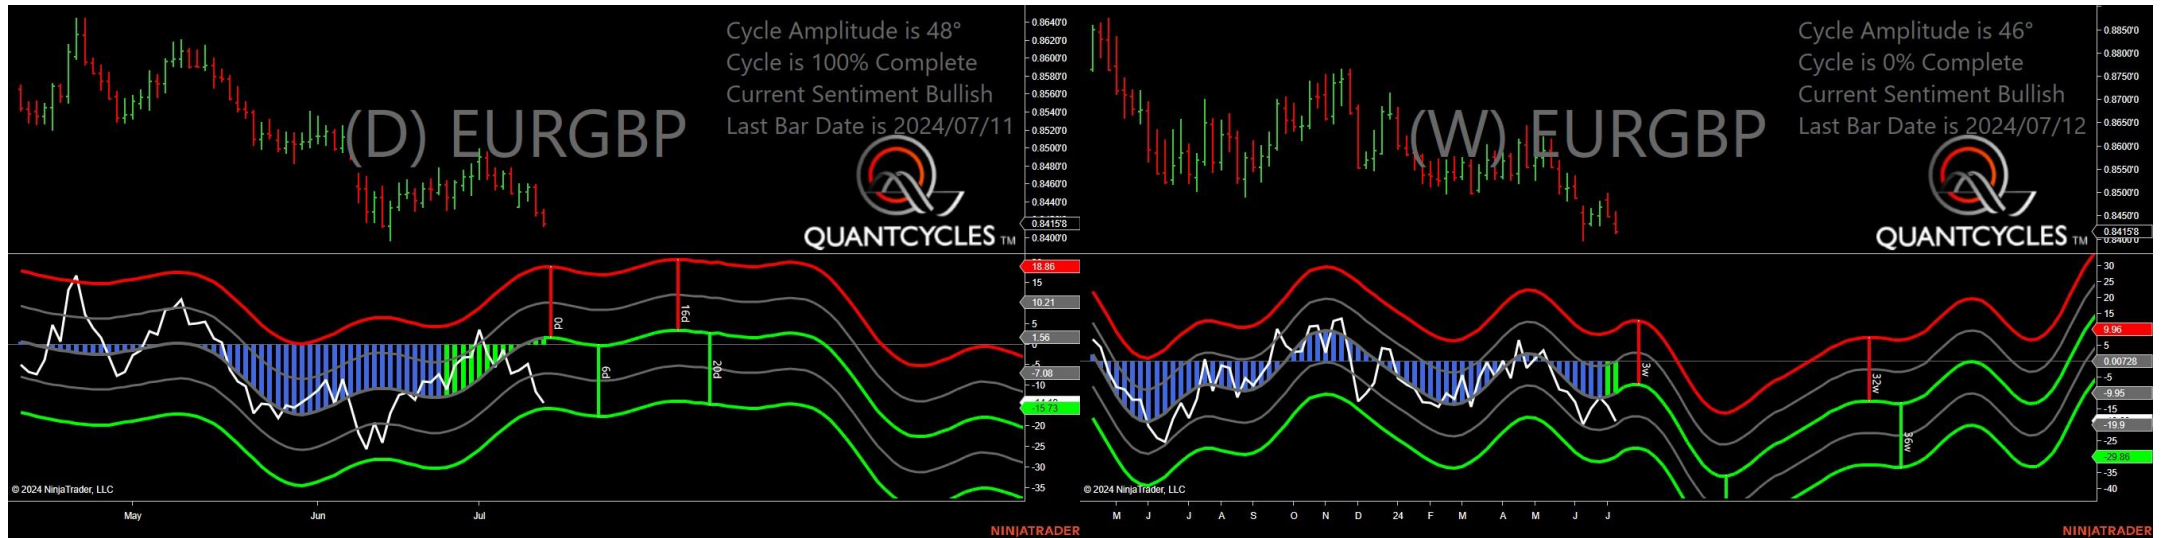 Cycle Amplitude is 48°
Cycle is 100% Complete
Current Sentiment Bullish
Last Bar Date is 2024/07/11
(D) EURGBP
QUANTCYCLES TM
0.8640'0
0.8620'0
0.8600'0
0.8580'0
0.8560'0
0.8540'0
0.8520'0
0.8500'0
0.8480'0
0.8460'0
0.8440'0
0.8415'8
0.8400'0
18.86
15
10.21
5
1.56
-5
-7.08
-10
-15.73
-20
-25
-30
-35
0d
16d
6d
20d
© 2024 NinjaTrader, LLC
May Jun Jul
NINJATRADER
Cycle Amplitude is 46°
Cycle is 0% Complete
Current Sentiment Bullish
Last Bar Date is 2024/07/12
(W) EURGBP
QUANTCYCLES TM
0.8850'0
0.8800'0
0.8750'0
0.8700'0
0.8650'0
0.8600'0
0.8550'0
0.8500'0
0.8450'0
0.8415'8
0.8400'0
30
25
20
15
9.96
5
0.00728
-5
-9.95
-15
-19.9
-25
-29.86
-35
-40
3w
32w
36w
© 2024 NinjaTrader, LLC
M J J A S O N D 24 F M A M J J
NINJATRADER